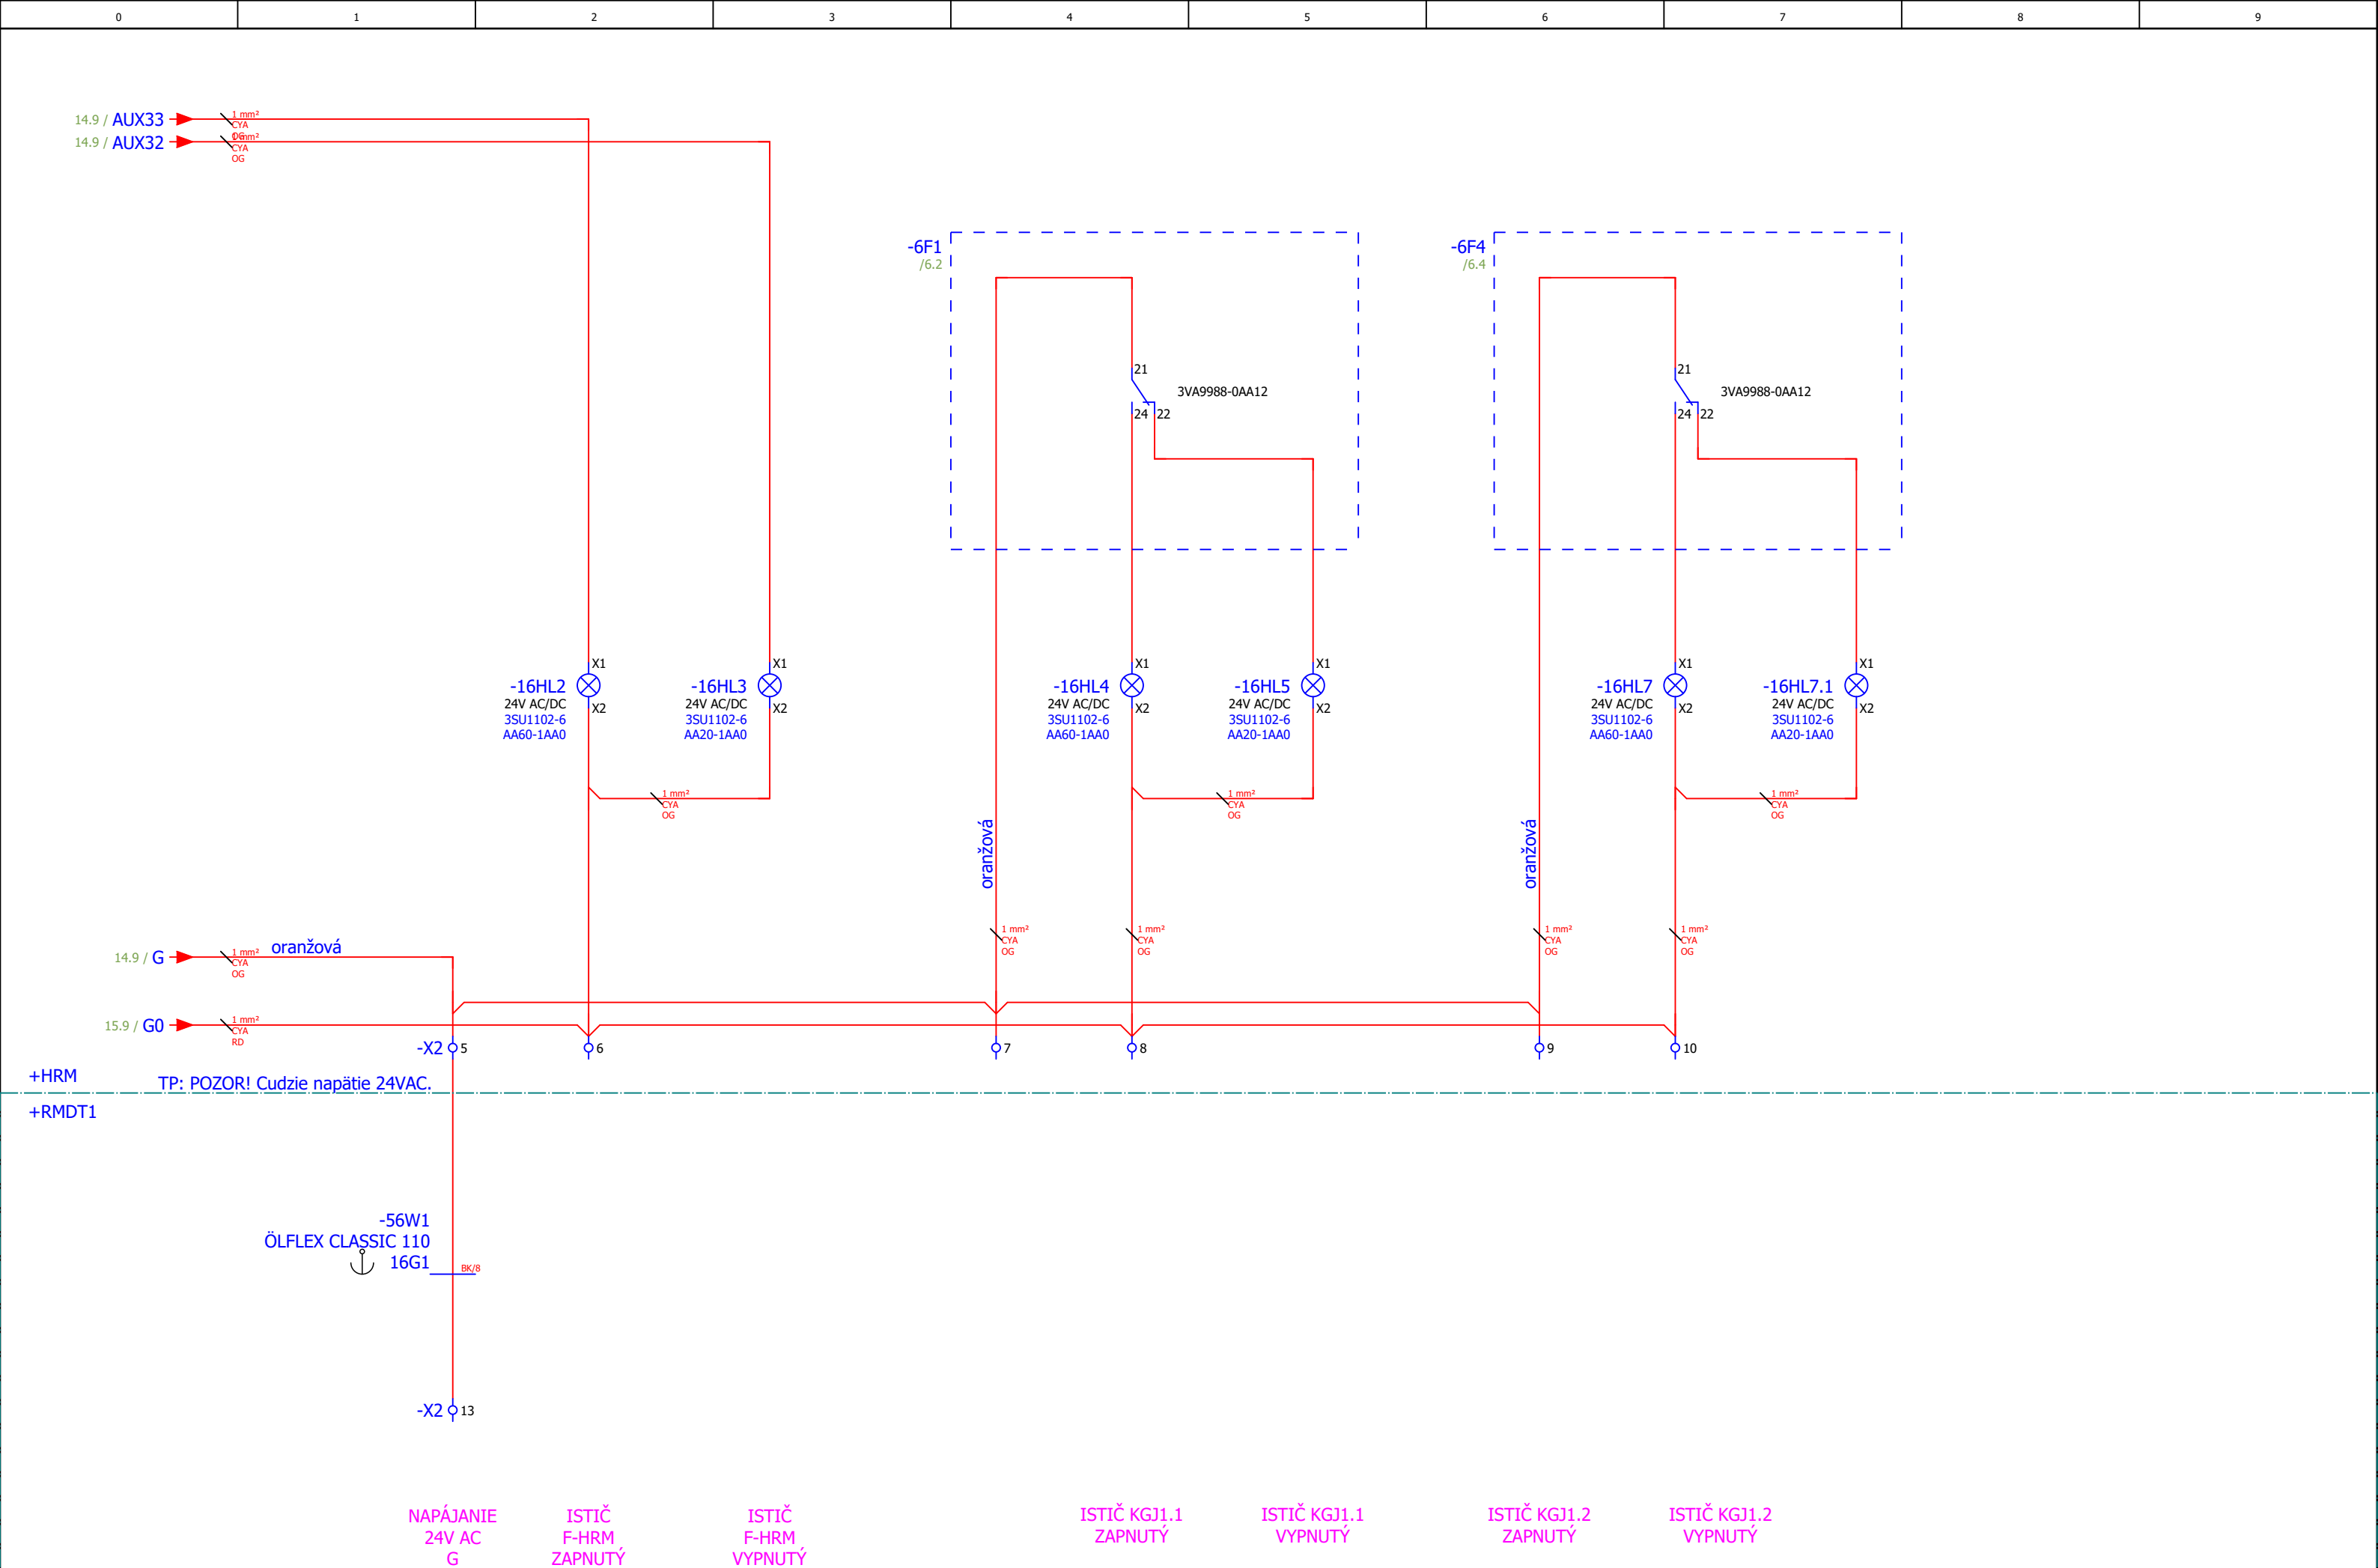 0 1 2 3 4 5 6 7 8 9
14.9 / AUX33
1 mm²
CYA
OG
14.9 / AUX32
1 mm²
CYA
OG
-6F1
/6.2
21
3VA9988-0AA12
24 22
-6F4
/6.4
21
3VA9988-0AA12
24 22
X1
-16HL2
24V AC/DC
X2
3SU1102-6
AA60-1AA0
X1
-16HL3
24V AC/DC
X2
3SU1102-6
AA20-1AA0
X1
-16HL4
24V AC/DC
X2
3SU1102-6
AA60-1AA0
X1
-16HL5
24V AC/DC
X2
3SU1102-6
AA20-1AA0
X1
-16HL7
24V AC/DC
X2
3SU1102-6
AA60-1AA0
X1
-16HL7.1
24V AC/DC
X2
3SU1102-6
AA20-1AA0
1 mm²
CYA
OG
1 mm²
CYA
OG
1 mm²
CYA
OG
oranžová
oranžová
1 mm²
CYA
OG
1 mm²
CYA
OG
1 mm²
CYA
OG
1 mm²
CYA
OG
14.9 / G
1 mm²
CYA
OG
oranžová
15.9 / G0
1 mm²
CYA
RD
-X2 5 6 7 8 9 10
+HRM
TP: POZOR! Cudzie napätie 24VAC.
+RMDT1
-56W1
ÖLFLEX CLASSIC 110
16G1
BK/8
-X2 13
NAPÁJANIE
24V AC
G
ISTIČ
F-HRM
ZAPNUTÝ
ISTIČ
F-HRM
VYPNUTÝ
ISTIČ KGJ1.1
ZAPNUTÝ
ISTIČ KGJ1.1
VYPNUTÝ
ISTIČ KGJ1.2
ZAPNUTÝ
ISTIČ KGJ1.2
VYPNUTÝ